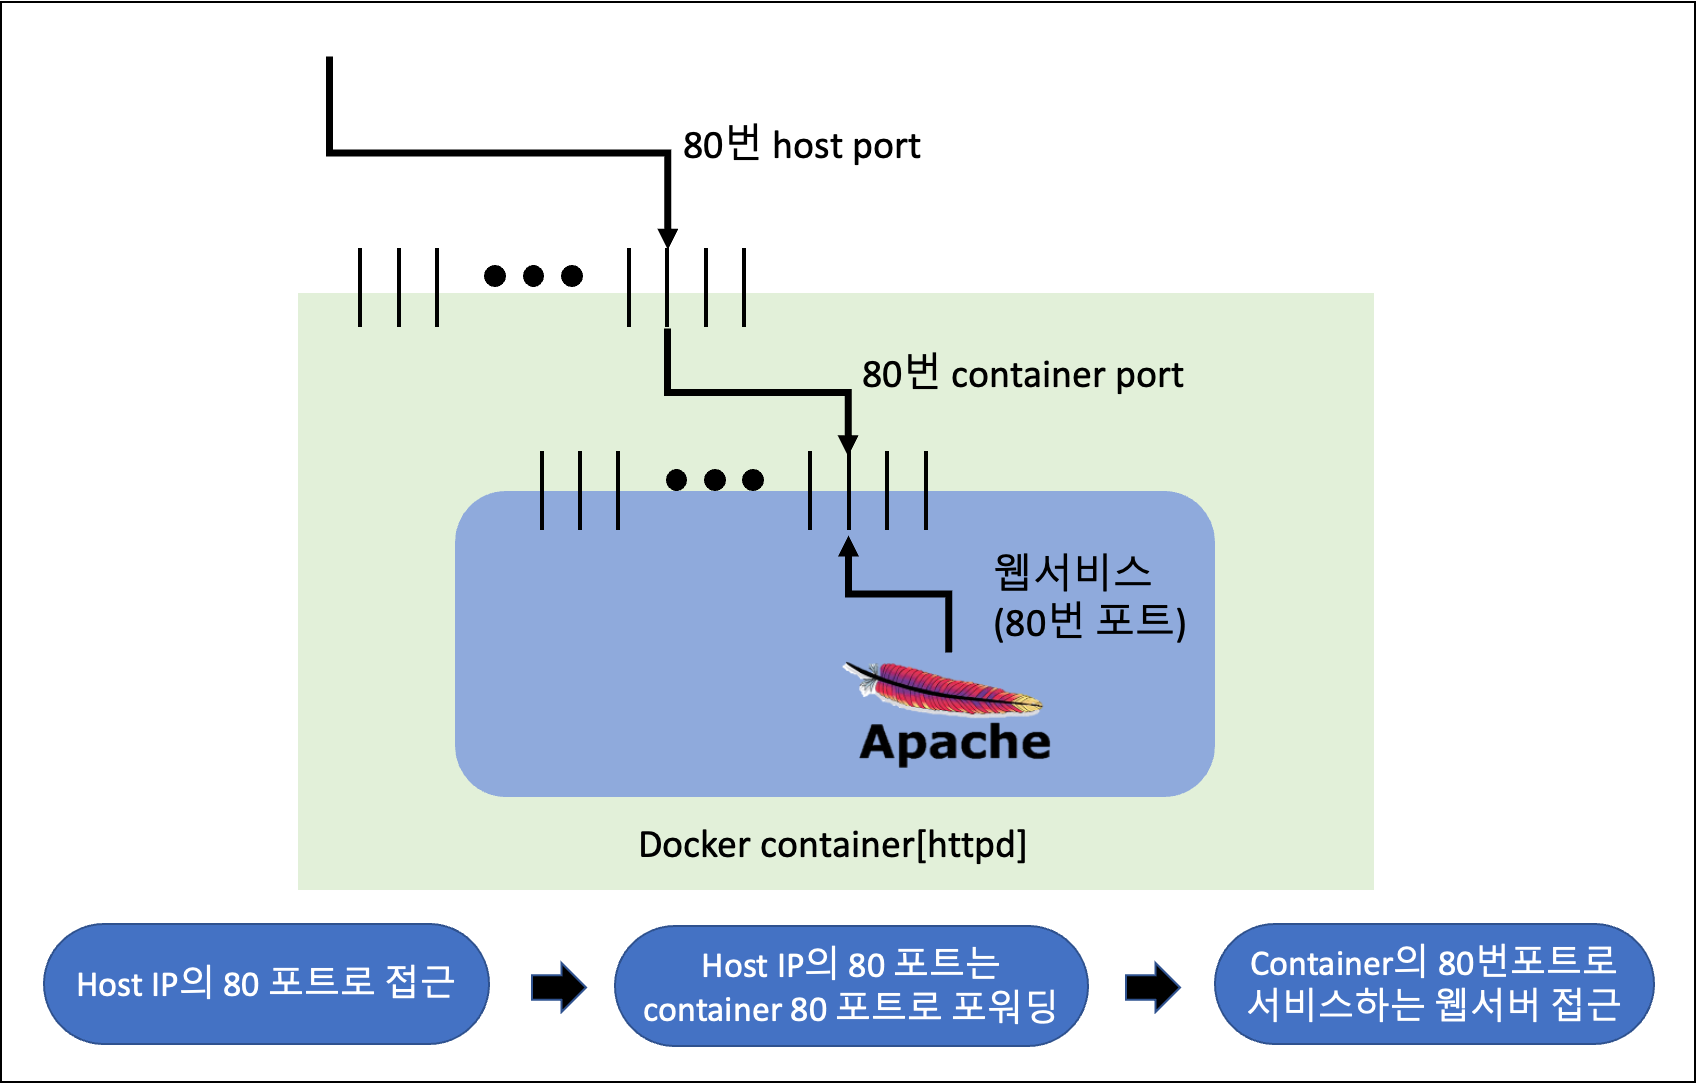 80번 host port
80번 container port
웹서비스
(80번 포트)
Apache
Docker container[httpd]
Host IP의 80 포트로 접근
Host IP의 80 포트는
container 80 포트로 포워딩
Container의 80번포트로
서비스하는 웹서버 접근